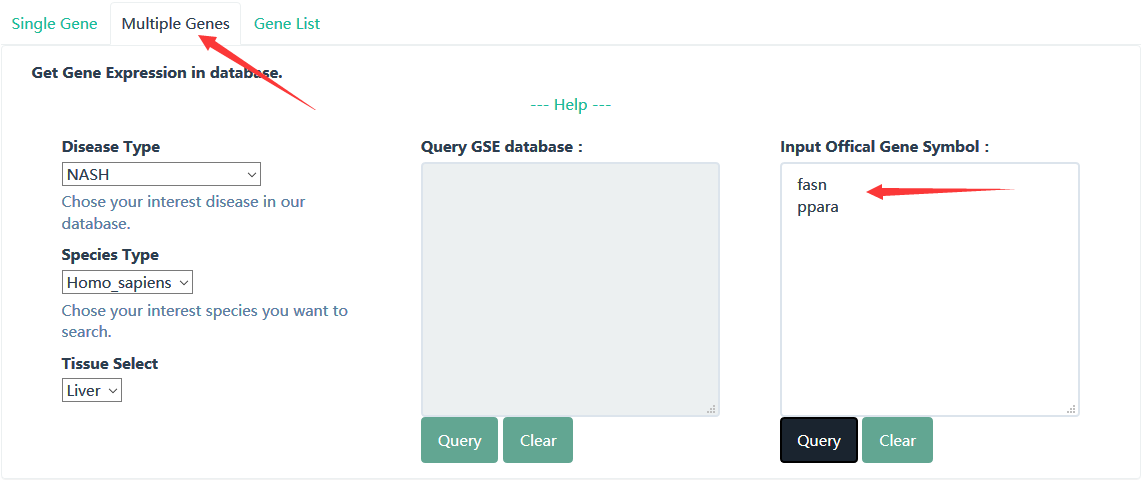 Single Gene
Multiple Genes
Gene List
Get Gene Expression in database.
--- Help ---
Disease Type
NASH
Chose your interest disease in our
database.
Species Type
Homo_sapiens
Chose your interest species you want to
search.
Tissue Select
Liver
Query GSE database :
Query
Clear
Input Offical Gene Symbol :
fasn
ppara
Query
Clear